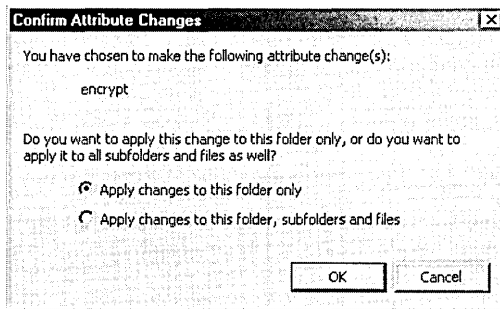 Confirm Attribute Changes
You have chosen to make the following attribute change(s):
encrypt
Do you want to apply this change to this folder only, or do you want to
apply it to all subfolders and files as well?
Apply changes to this folder only
Apply changes to this folder, subfolders and files
OK Cancel